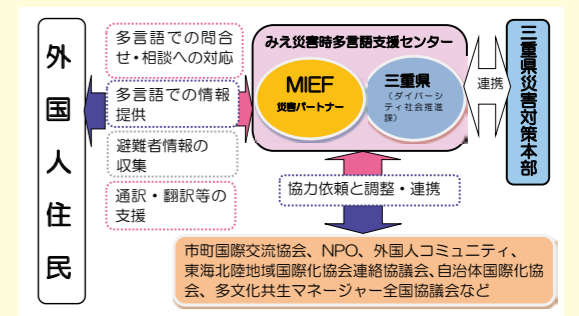 外国人住民
多言語での問合
せ・相談への対応
多言語での情報
提供
避難者情報の
収集
通訳・翻訳等の
支援
みえ災害時多言語支援センター
MIEF
災害パートナー
三重県
（ダイバーシ
ティ社会推進
課）
連携
三重県災害対策本部
協力依頼と調整・連携
市町国際交流協会、NPO、外国人コミュニティ、
東海北陸地域国際化協会連絡協議会、自治体国際化協
会、多文化共生マネージャー全国協議会など